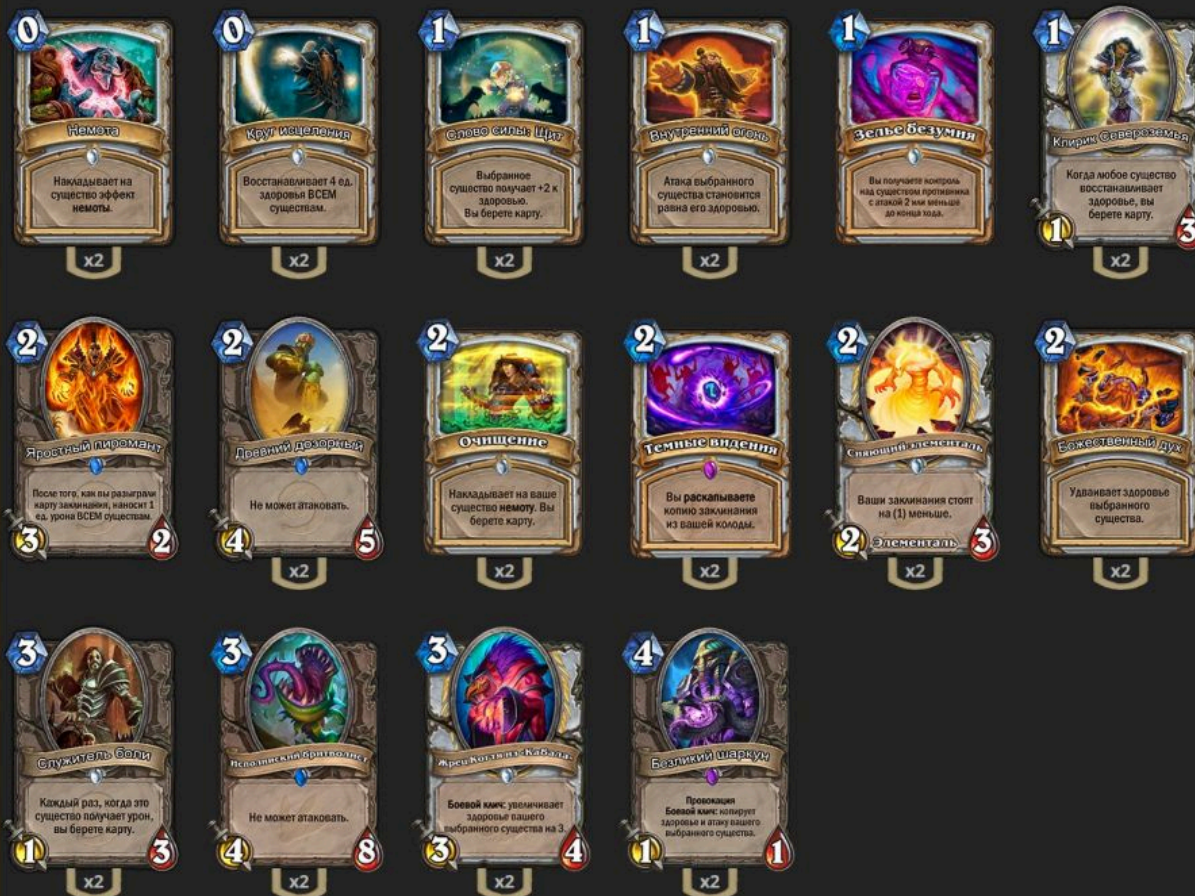 0
Немота
Накладывает на
существо эффект
немоты.
x2
0
Круг исцеления
Восстанавливает 4 ед.
здоровья ВСЕМ
существам.
x2
1
Слово силы: Щит
Выбранное
существо получает +2 к
здоровью.
Вы берете карту.
x2
1
Внутренний огонь
Атака выбранного
существа становится
равна его здоровью.
x2
1
Зелье безумия
Вы получаете контроль
над существом противника
с атакой 2 или меньше
до конца хода.
1
Клирик Североземья
Когда любое существо
восстанавливает
здоровье, вы
берете карту.
1
3
x2
2
Яростный пиромант
После того, как вы разыграли
карту заклинания, наносит 1
ед. урона ВСЕМ существам.
3
2
2
Древний дозорный
Не может атаковать.
4
5
x2
2
Очищение
Накладывает на ваше
существо немоту. Вы
берете карту.
x2
2
Темные видения
Вы раскапываете
копию заклинания
из вашей колоды.
x2
2
Сияющий элементаль
Ваши заклинания стоят
на (1) меньше.
2
Элементаль
3
x2
2
Божественный дух
Удваивает здоровье
выбранного
существа.
x2
3
Служитель боли
Каждый раз, когда это
существо получает урон,
вы берете карту.
1
3
x2
3
Исполинский бритволист
Не может атаковать.
4
8
x2
3
Жрец Когтя из «Кабала»
Боевой клич: увеличивает
здоровье вашего
выбранного существа на 3.
3
4
x2
4
Безликий шаркун
Провокация
Боевой клич: копирует
здоровье и атаку вашего
выбранного существа.
1
1
x2